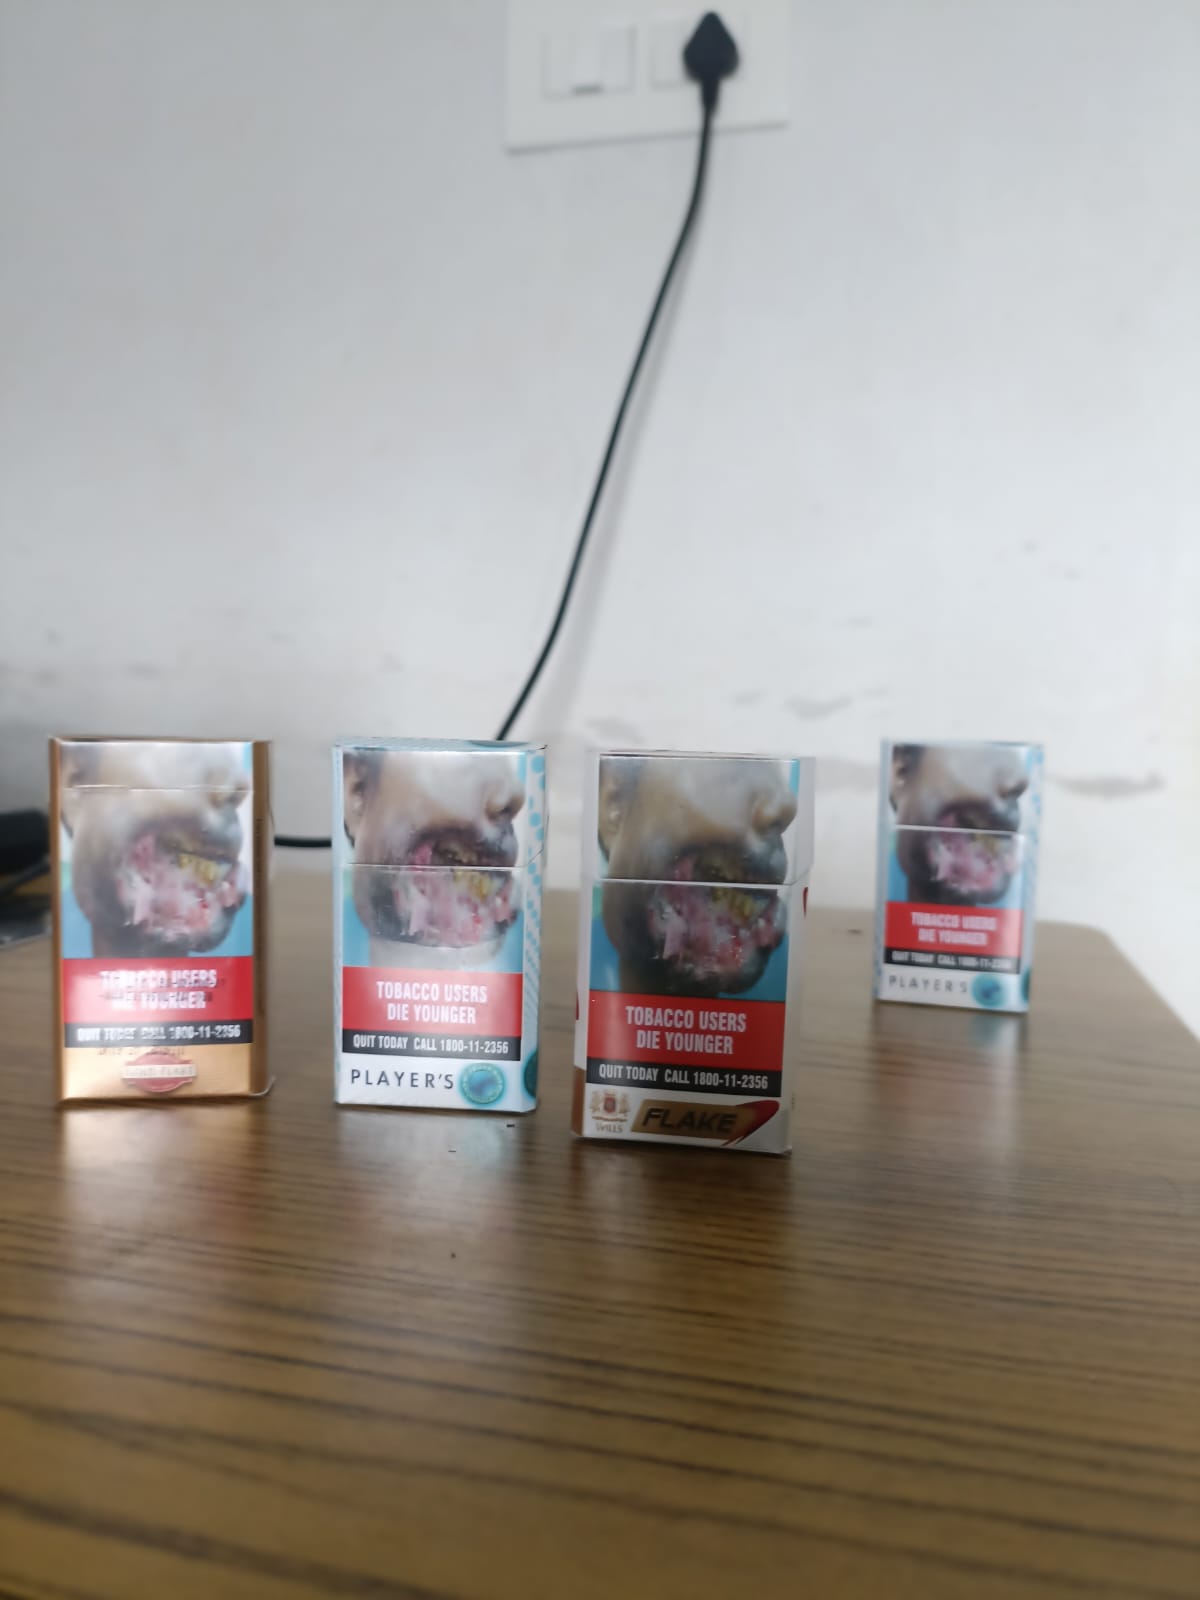 TOBACCO USERS
DIE YOUNGER
QUIT TODAY CALL 1800-11-2356
GOLD FLAKE
TOBACCO USERS
DIE YOUNGER
QUIT TODAY CALL 1800-11-2356
PLAYER'S
TOBACCO USERS
DIE YOUNGER
QUIT TODAY CALL 1800-11-2356
WILLS
FLAKE
TOBACCO USERS
DIE YOUNGER
QUIT TODAY CALL 1800-11-2356
PLAYER'S